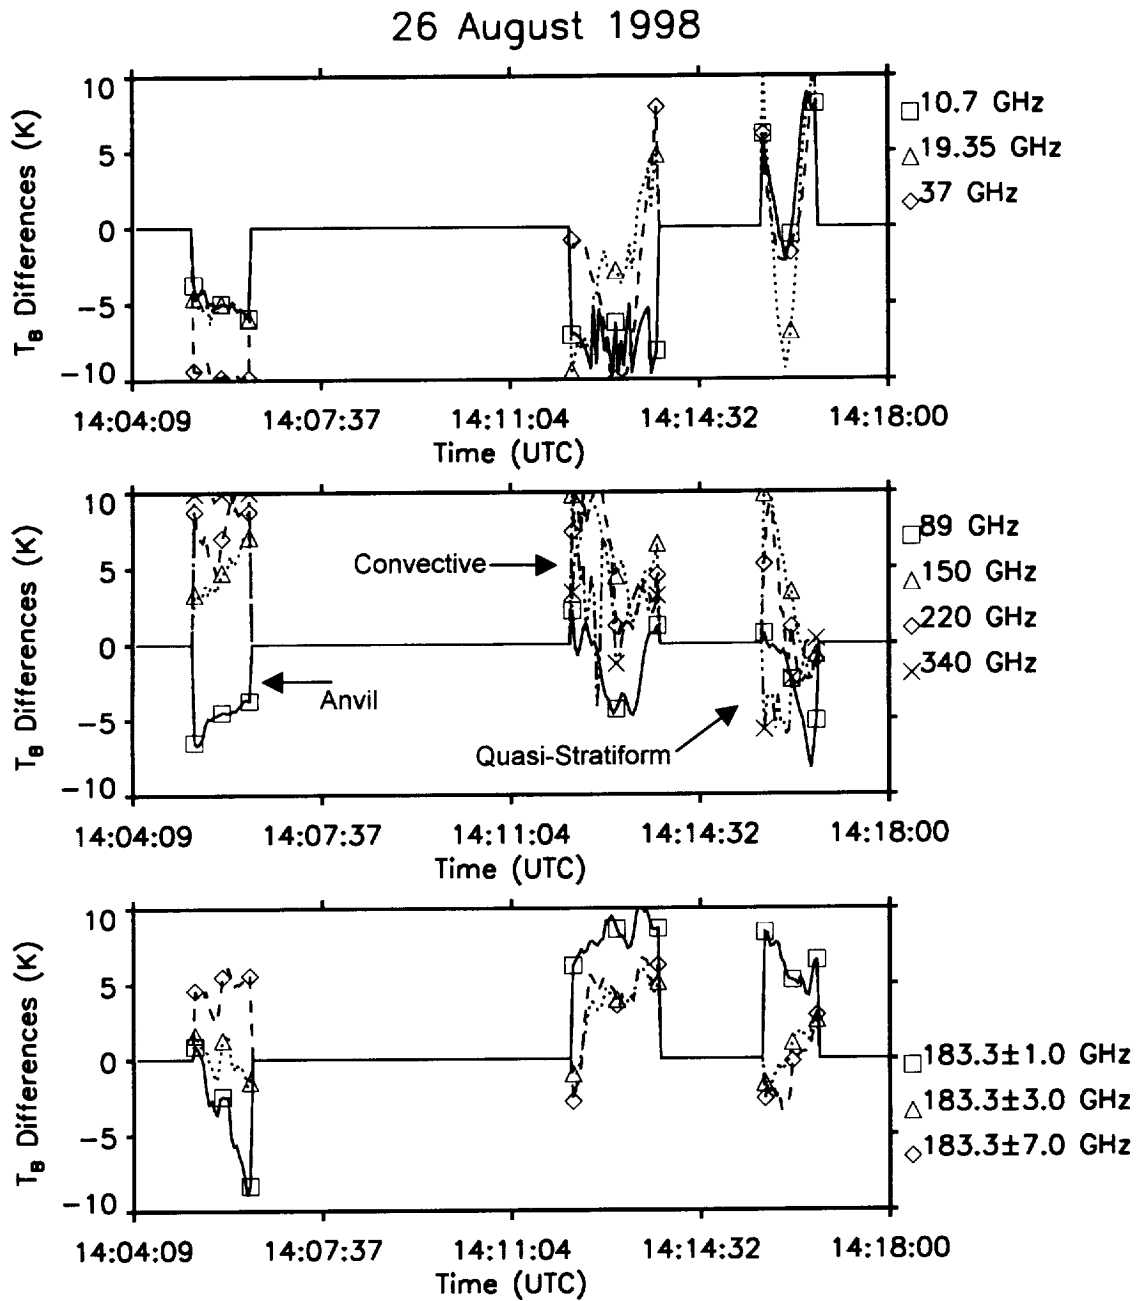 26 August 1998
10
5
0
−5
−10
T_B Differences (K)
□10.7 GHz
△19.35 GHz
◇37 GHz
14:04:09 14:07:37 14:11:04 14:14:32 14:18:00
Time (UTC)
10
5
0
−5
−10
T_B Differences (K)
Convective
Anvil
Quasi-Stratiform
□89 GHz
△150 GHz
◇220 GHz
×340 GHz
14:04:09 14:07:37 14:11:04 14:14:32 14:18:00
Time (UTC)
10
5
0
−5
−10
T_B Differences (K)
□183.3±1.0 GHz
△183.3±3.0 GHz
◇183.3±7.0 GHz
14:04:09 14:07:37 14:11:04 14:14:32 14:18:00
Time (UTC)